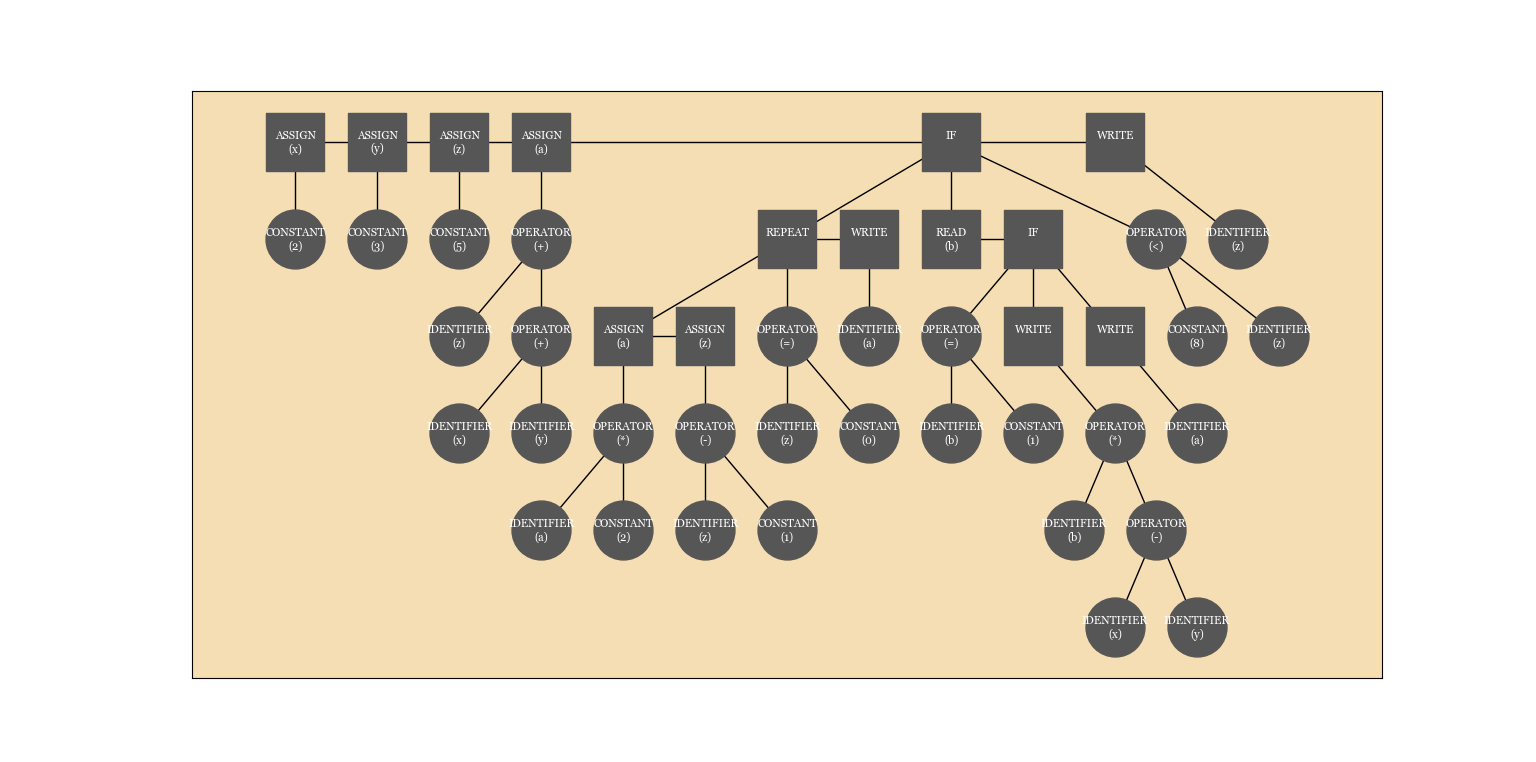 ASSIGN
(x)
ASSIGN
(y)
ASSIGN
(z)
ASSIGN
(a)
IF
WRITE
CONSTANT
(2)
CONSTANT
(3)
CONSTANT
(5)
OPERATOR
(+)
REPEAT
WRITE
READ
(b)
IF
OPERATOR
(<)
IDENTIFIER
(z)
IDENTIFIER
(z)
OPERATOR
(+)
ASSIGN
(a)
ASSIGN
(z)
OPERATOR
(=)
IDENTIFIER
(a)
OPERATOR
(=)
WRITE
WRITE
CONSTANT
(8)
IDENTIFIER
(z)
IDENTIFIER
(x)
IDENTIFIER
(y)
OPERATOR
(*)
OPERATOR
(-)
IDENTIFIER
(z)
CONSTANT
(0)
IDENTIFIER
(b)
CONSTANT
(1)
OPERATOR
(*)
IDENTIFIER
(a)
IDENTIFIER
(a)
CONSTANT
(2)
IDENTIFIER
(z)
CONSTANT
(1)
IDENTIFIER
(b)
OPERATOR
(-)
IDENTIFIER
(x)
IDENTIFIER
(y)